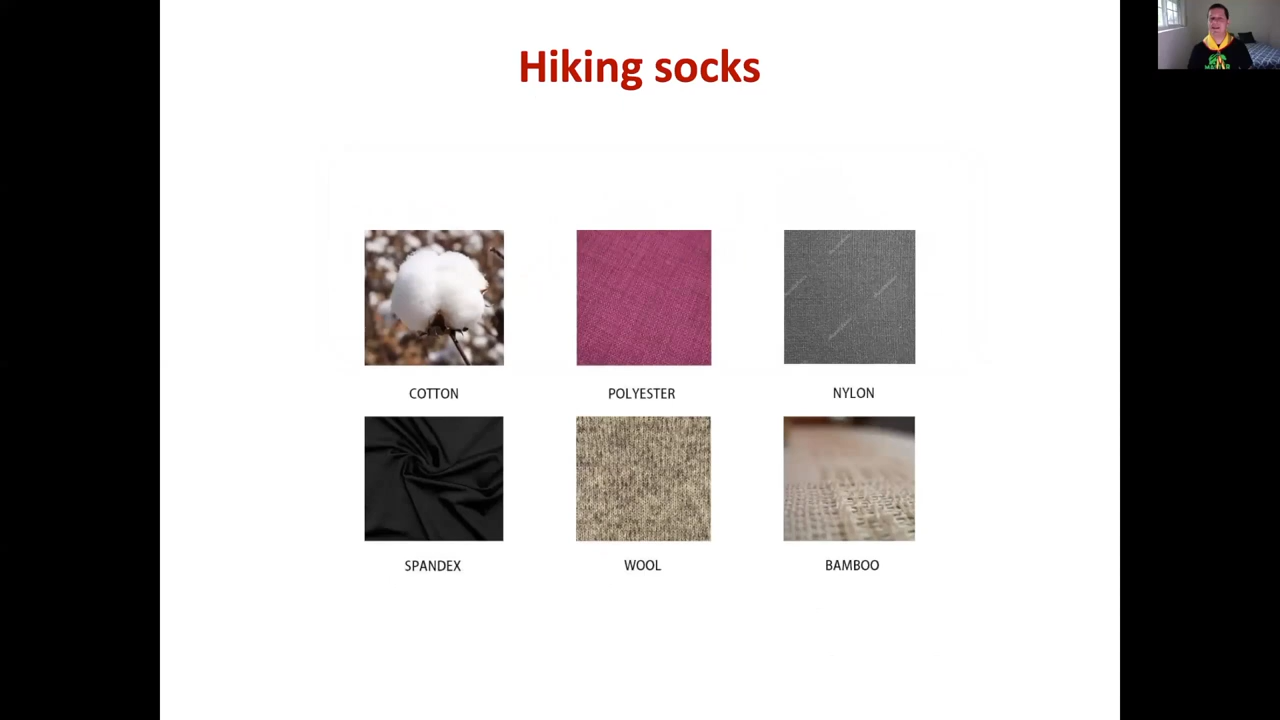 Hiking socks
COTTON
POLYESTER
NYLON
SPANDEX
WOOL
BAMBOO